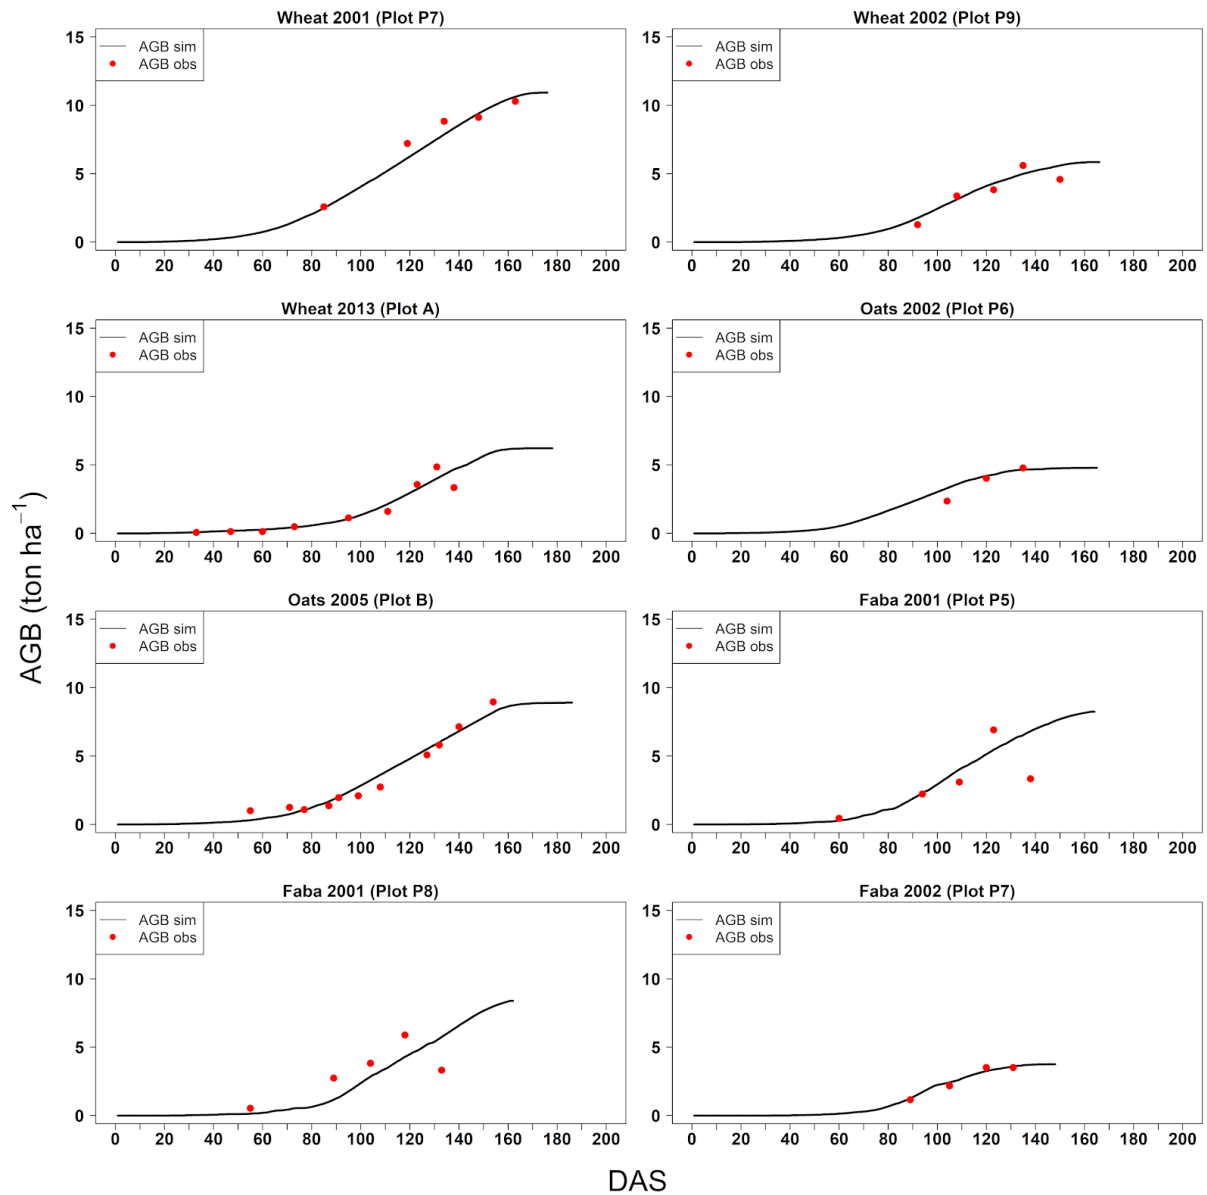 Wheat 2001 (Plot P7)
15
10
5
0
AGB sim
AGB obs
0 20 40 60 80 100 120 140 160 180 200
Wheat 2002 (Plot P9)
15
10
5
0
AGB sim
AGB obs
0 20 40 60 80 100 120 140 160 180 200
Wheat 2013 (Plot A)
15
10
5
0
AGB sim
AGB obs
0 20 40 60 80 100 120 140 160 180 200
Oats 2002 (Plot P6)
15
10
5
0
AGB sim
AGB obs
0 20 40 60 80 100 120 140 160 180 200
AGB (ton ha⁻¹)
Oats 2005 (Plot B)
15
10
5
0
AGB sim
AGB obs
0 20 40 60 80 100 120 140 160 180 200
Faba 2001 (Plot P5)
15
10
5
0
AGB sim
AGB obs
0 20 40 60 80 100 120 140 160 180 200
Faba 2001 (Plot P8)
15
10
5
0
AGB sim
AGB obs
0 20 40 60 80 100 120 140 160 180 200
Faba 2002 (Plot P7)
15
10
5
0
AGB sim
AGB obs
0 20 40 60 80 100 120 140 160 180 200
DAS